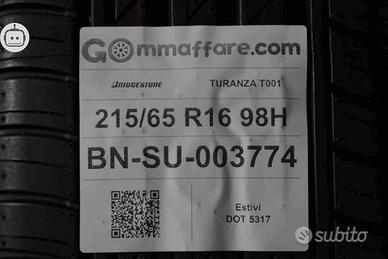 GOmmaffare.com
BRIDGESTONE TURANZA T001
215/65 R16 98H
BN-SU-003774
Estivi
DOT 5317
subito